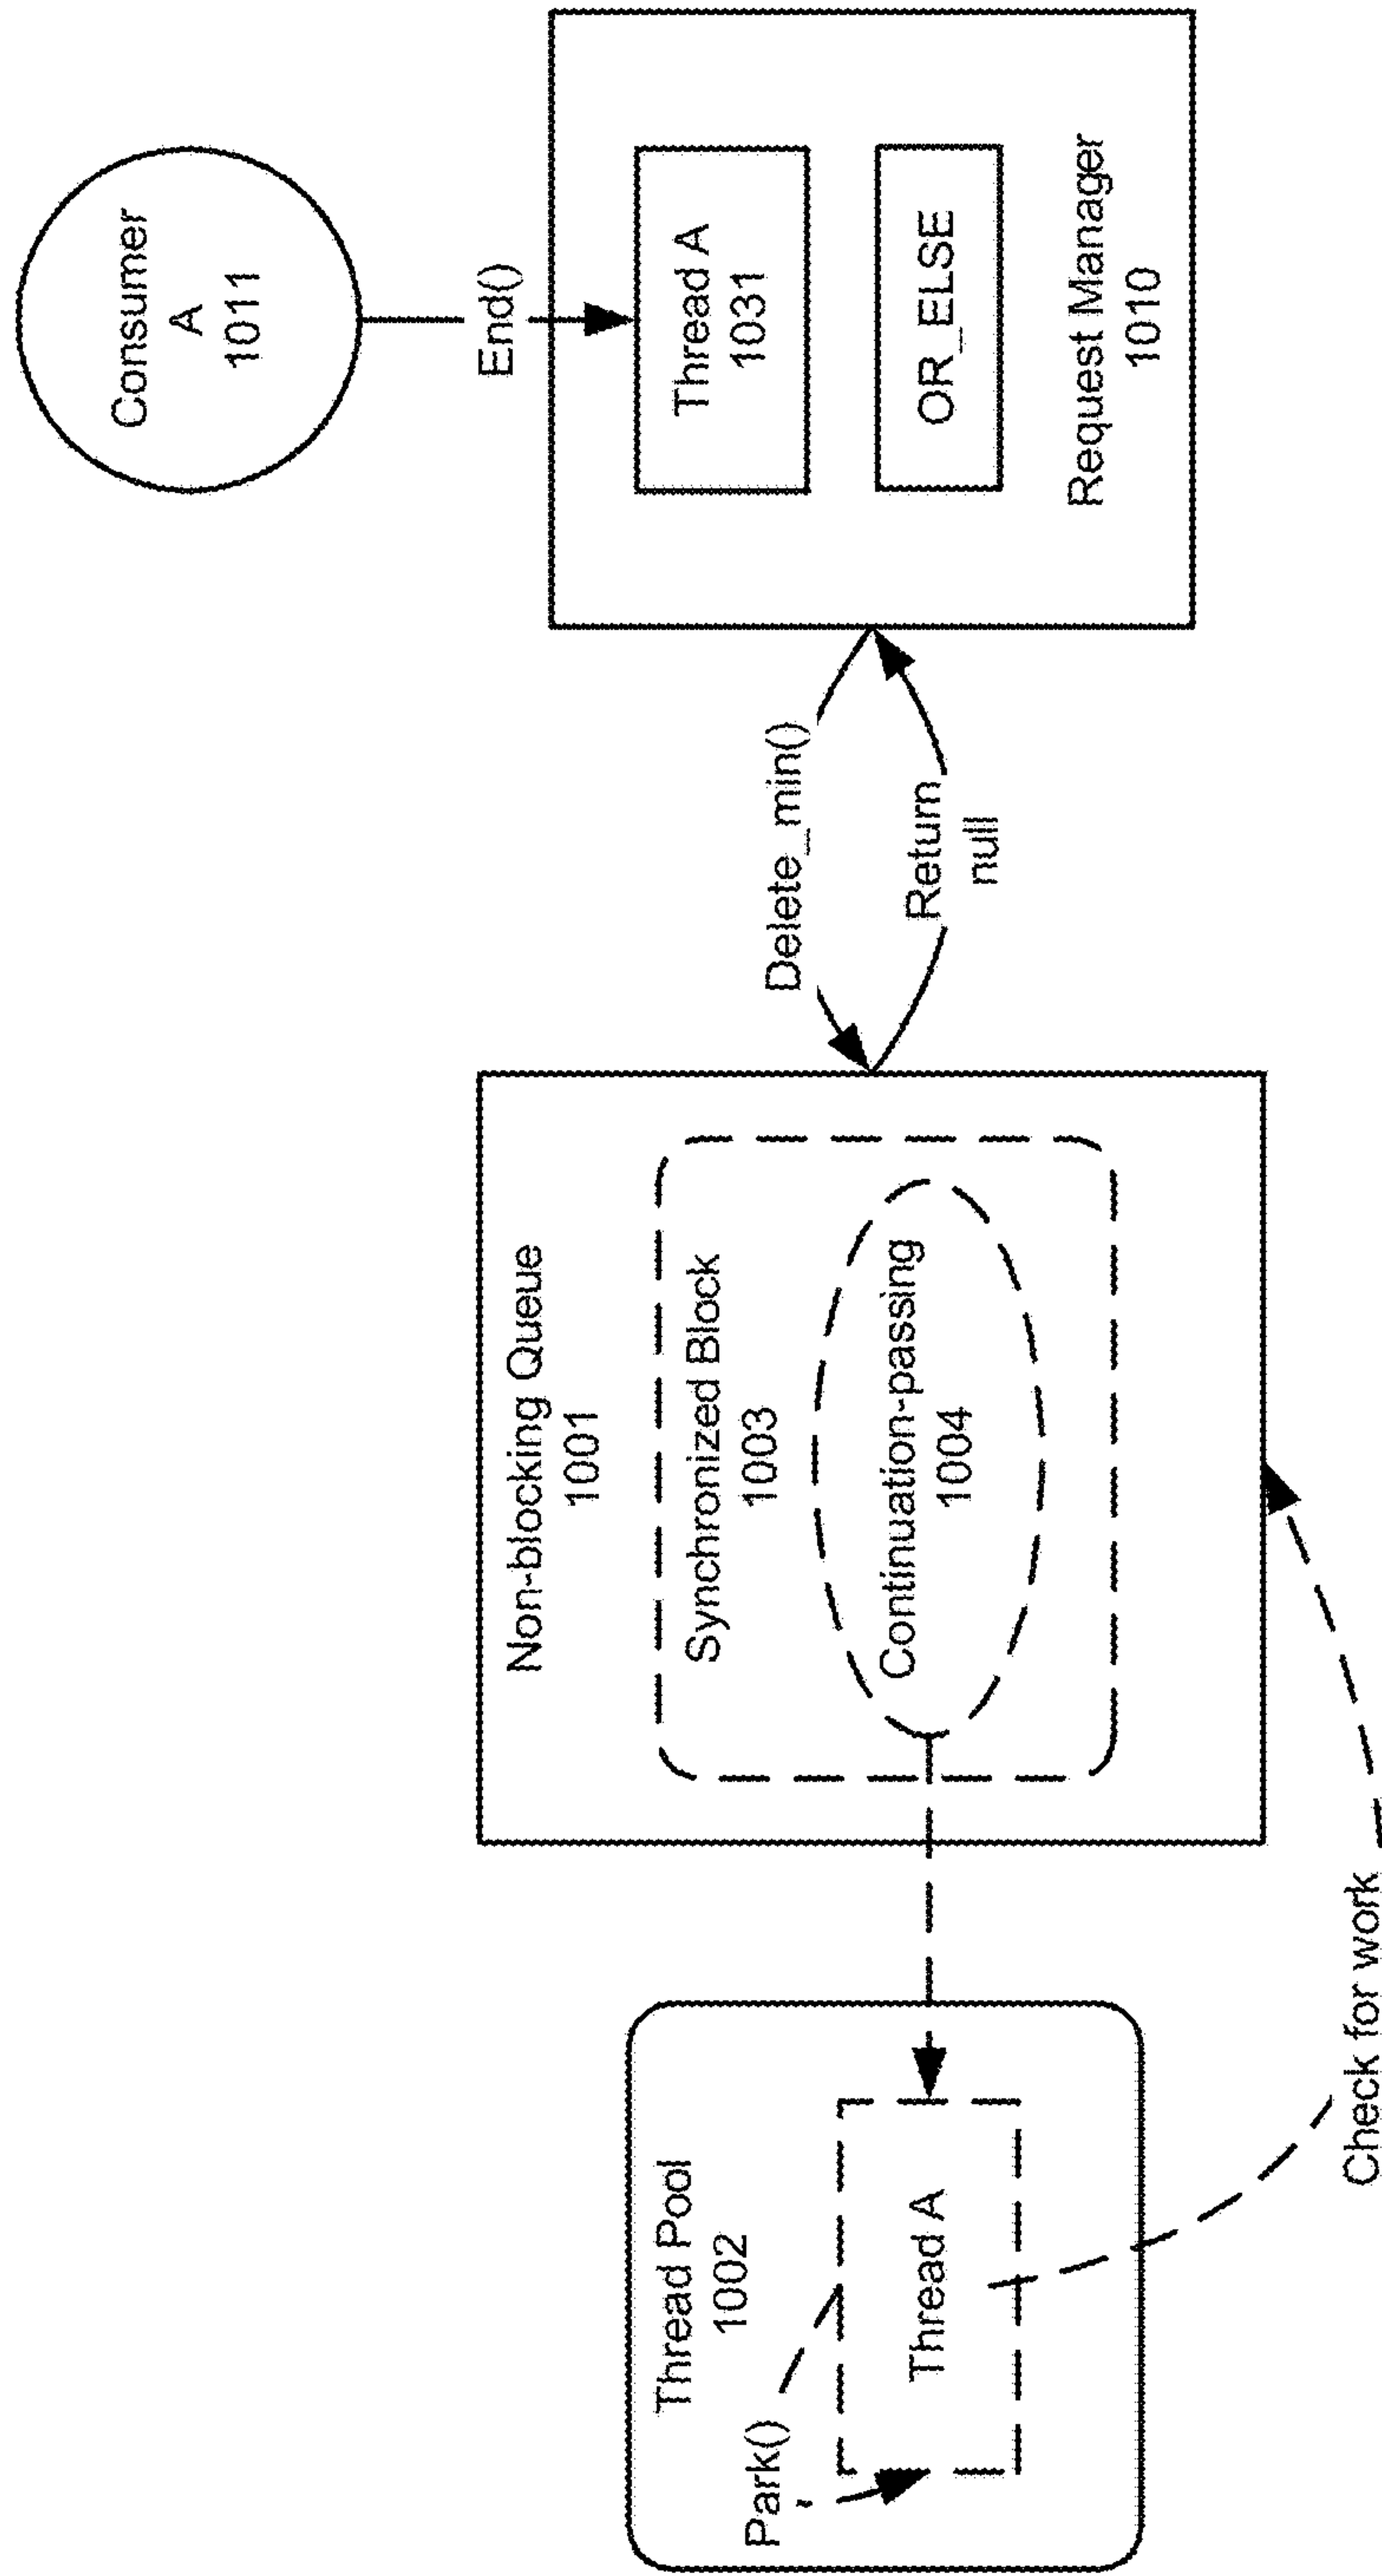 Consumer
A
1011
End()
Thread A
1031
OR_ELSE
Request Manager
1010
Delete_min()
Return
null
Non-blocking Queue
1001
Synchronized Block
1003
Continuation-passing
1004
Thread Pool
1002
Park()
Thread A
Check for work